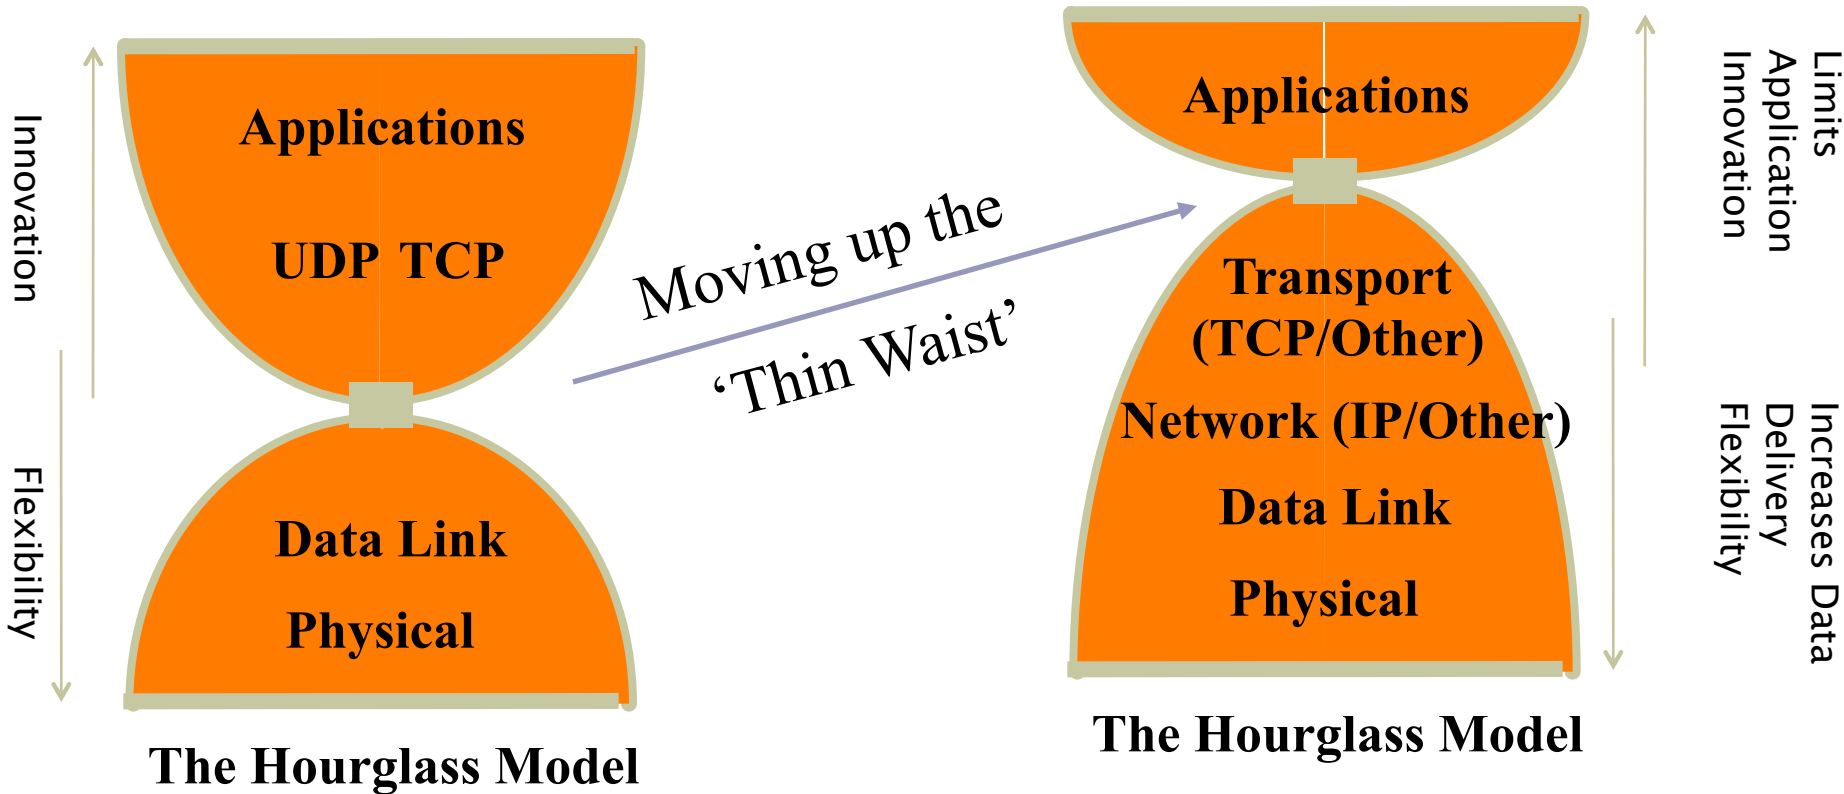 Innovation
Flexibility
Applications
UDP TCP
Data Link
Physical
The Hourglass Model
Moving up the
‘Thin Waist’
Applications
Transport
(TCP/Other)
Network (IP/Other)
Data Link
Physical
The Hourglass Model
Limits
Application
Innovation
Increases Data
Delivery
Flexibility